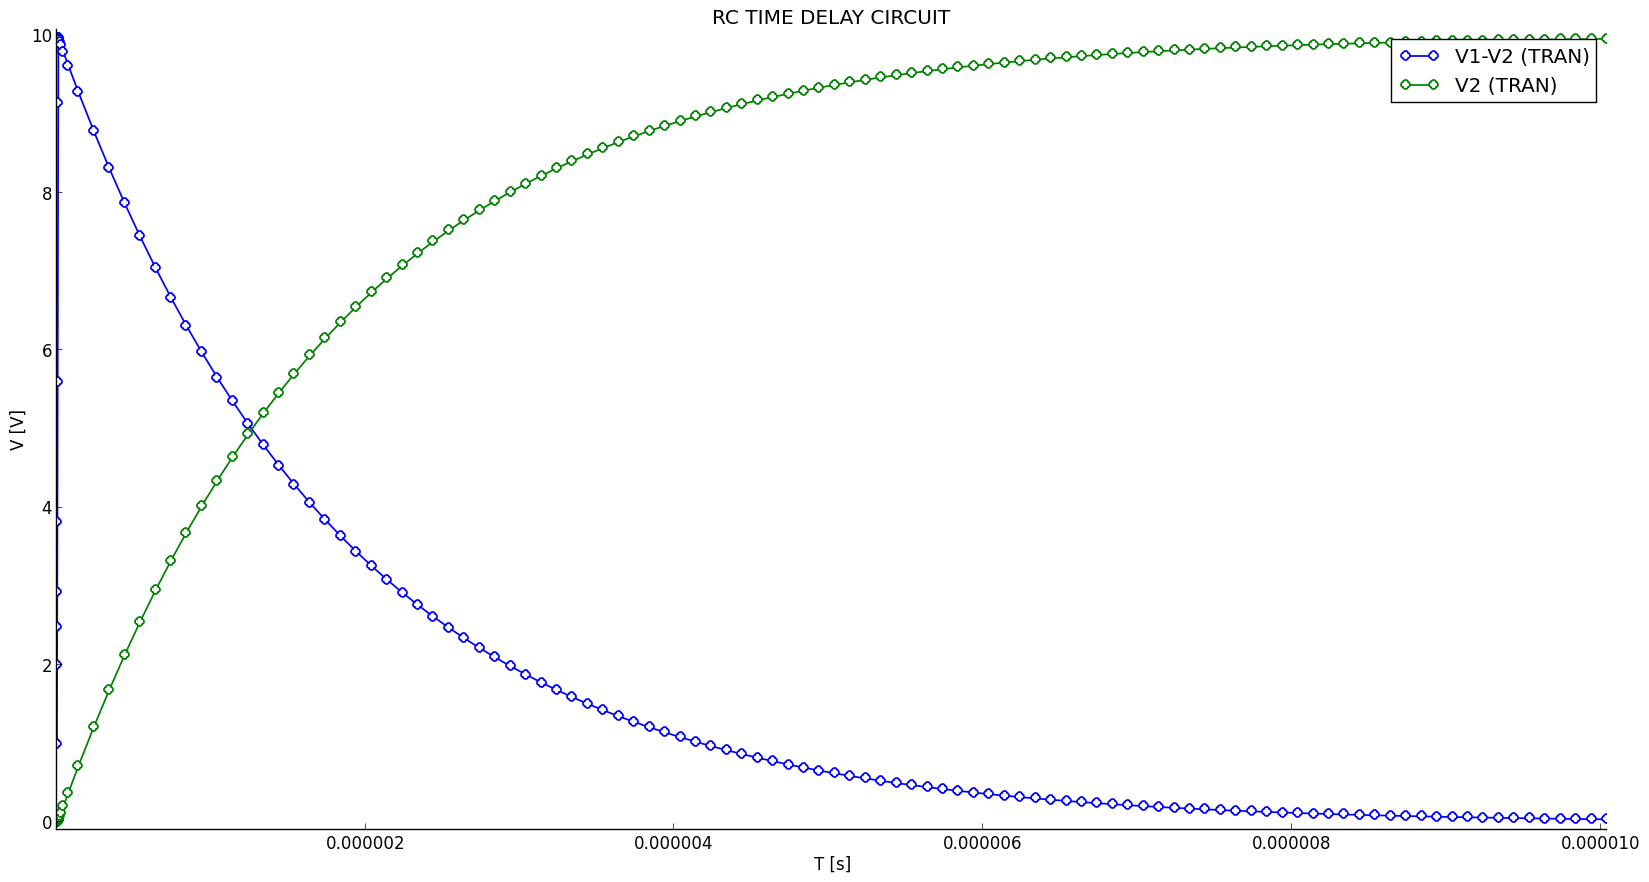 RC TIME DELAY CIRCUIT
V1-V2 (TRAN)
V2 (TRAN)
10
8
6
4
2
0
V [V]
0.000002
0.000004
0.000006
0.000008
0.000010
T [s]